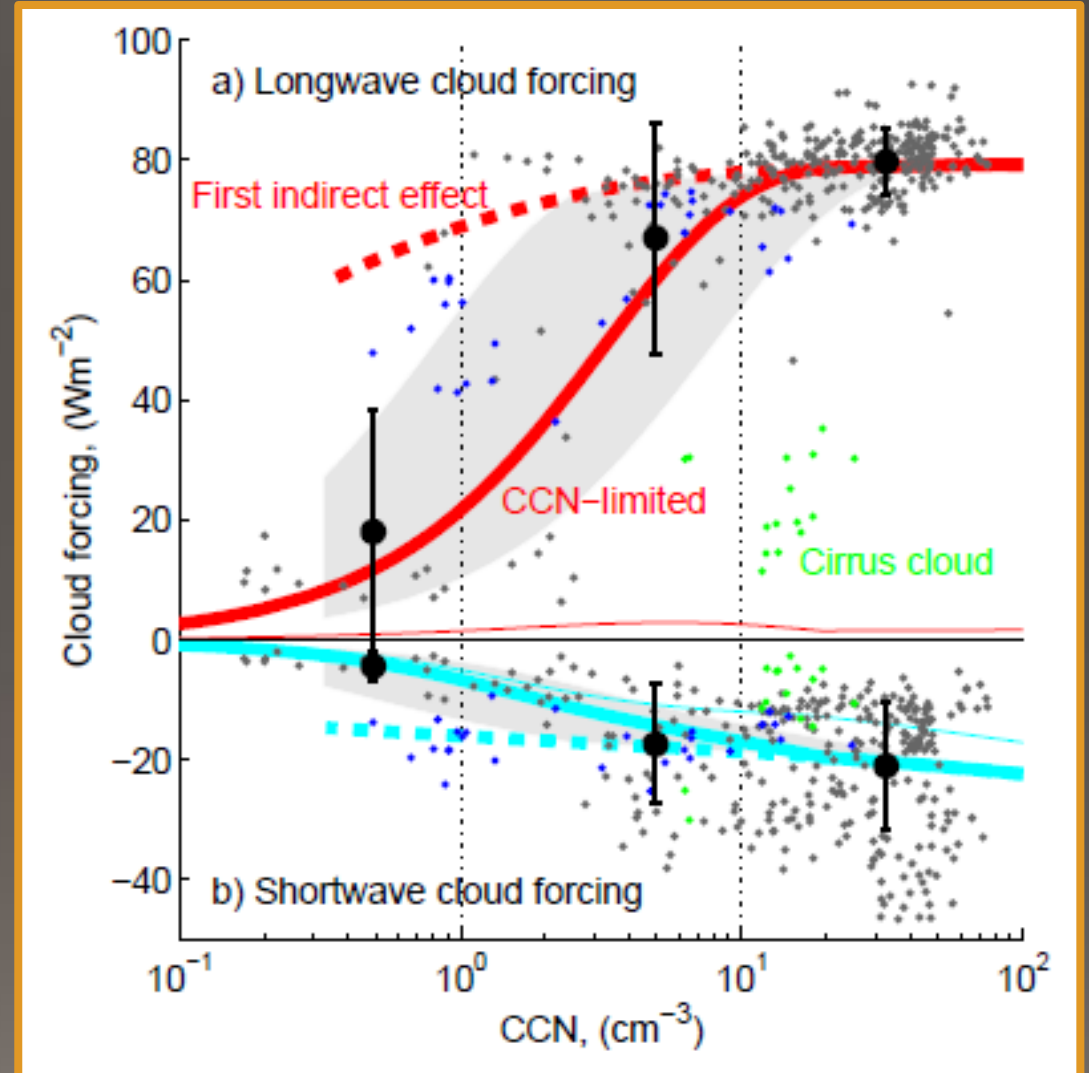 100
a) Longwave cloud forcing
80
First indirect effect
60
40
CCN−limited
20
Cirrus cloud
0
−20
−40
b) Shortwave cloud forcing
Cloud forcing, (Wm⁻²)
10⁻¹ 10⁰ 10¹ 10²
CCN, (cm⁻³)